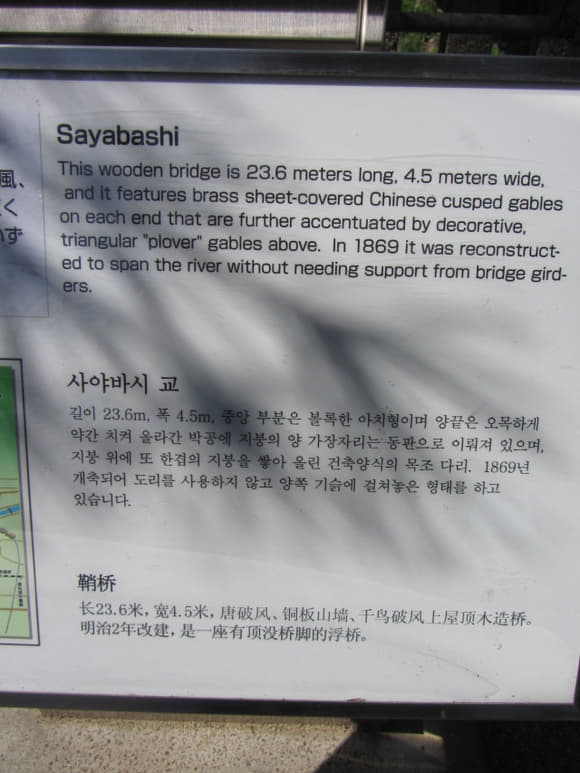 風、
く
ず
Sayabashi
This wooden bridge is 23.6 meters long, 4.5 meters wide,
and it features brass sheet-covered Chinese cusped gables
on each end that are further accentuated by decorative,
triangular "plover" gables above. In 1869 it was reconstruct-
ed to span the river without needing support from bridge gird-
ers.
사야바시 교
길이 23.6m, 폭 4.5m, 중앙 부분은 볼록한 아치형이며 양끝은 오목하게
약간 치켜 올라간 박공에 지붕의 양 가장자리는 동판으로 이뤄져 있으며,
지붕 위에 또 한겹의 지붕을 쌓아 올린 건축양식의 목조 다리. 1869년
개축되어 도리를 사용하지 않고 양쪽 기슭에 걸쳐놓은 형태를 하고
있습니다.
鞘桥
长23.6米，宽4.5米，唐破风、铜板山墙、千鸟破风上屋顶木造桥。
明治2年改建，是一座有顶没桥脚的浮桥。